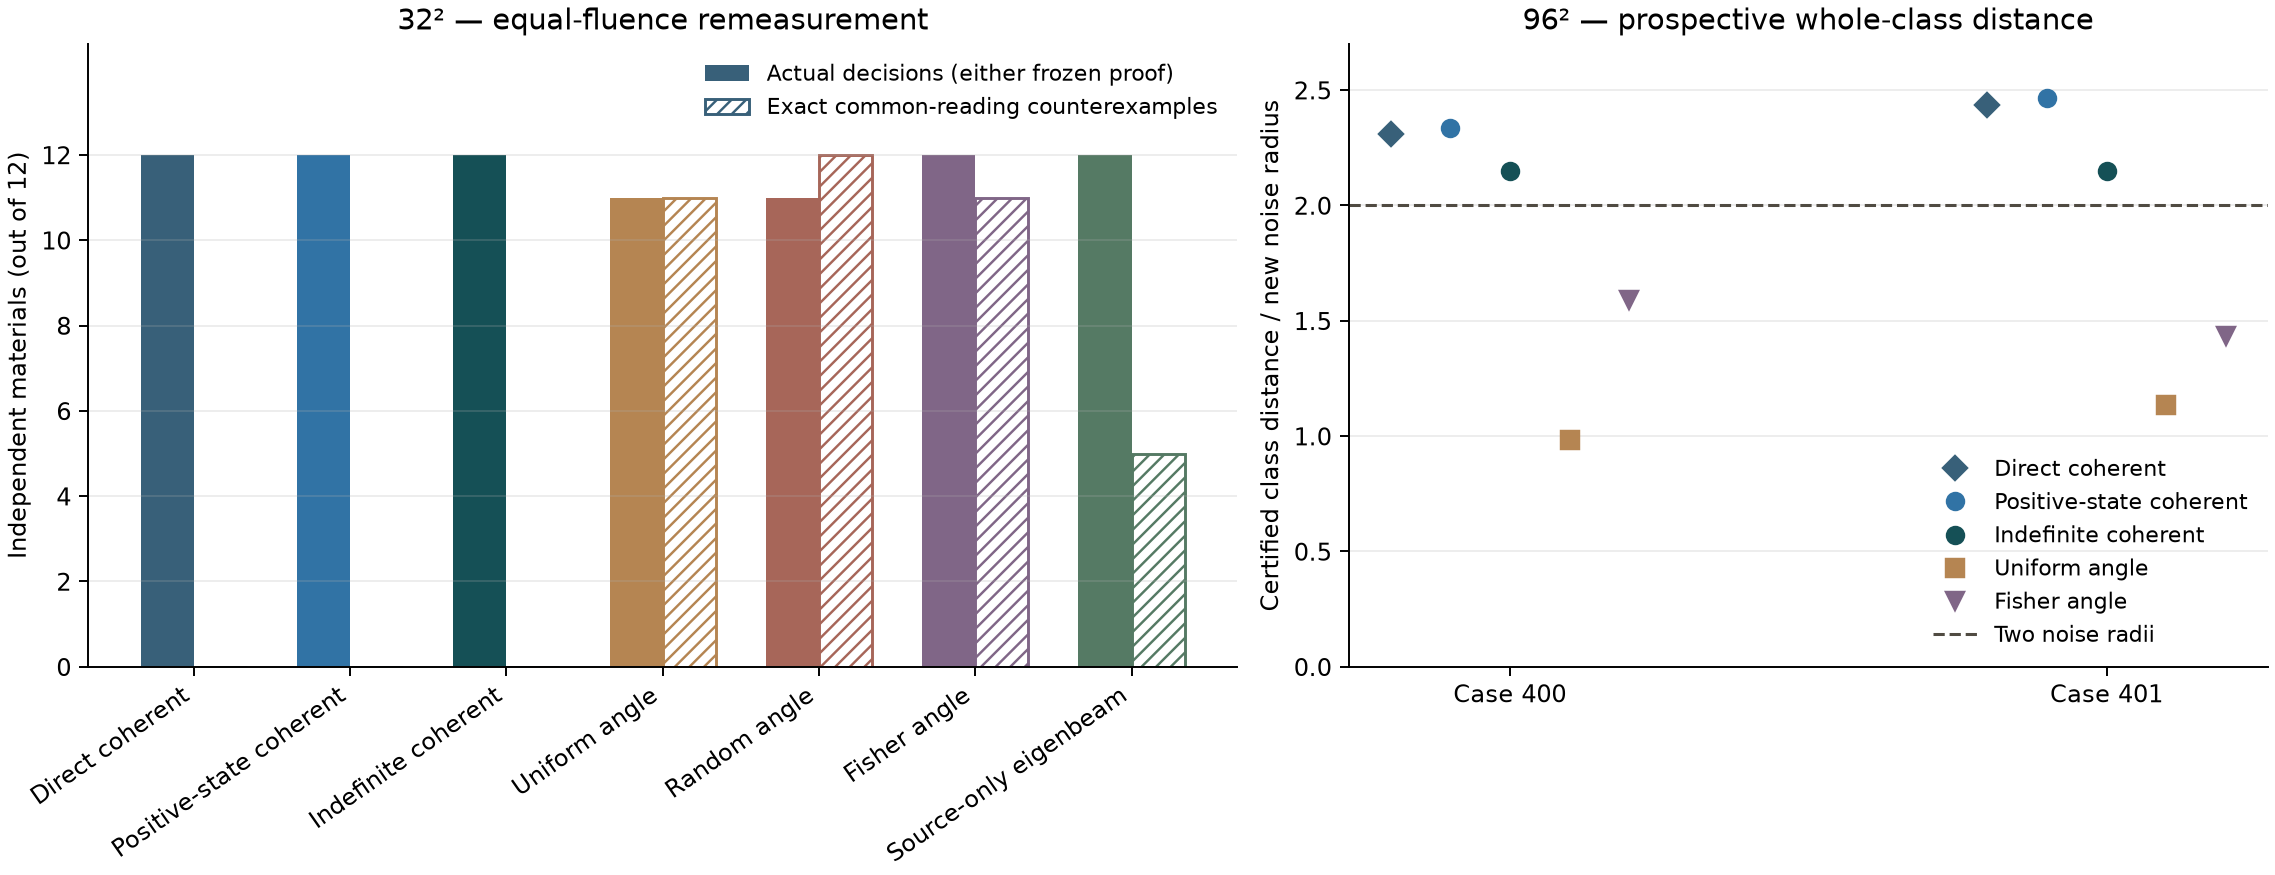 32² — equal-fluence remeasurement
Actual decisions (either frozen proof)
Exact common-reading counterexamples
Independent materials (out of 12)
12
10
8
6
4
2
0
Direct coherent
Positive-state coherent
Indefinite coherent
Uniform angle
Random angle
Fisher angle
Source-only eigenbeam
96² — prospective whole-class distance
Certified class distance / new noise radius
2.5
2.0
1.5
1.0
0.5
0.0
Direct coherent
Positive-state coherent
Indefinite coherent
Uniform angle
Fisher angle
Two noise radii
Case 400
Case 401